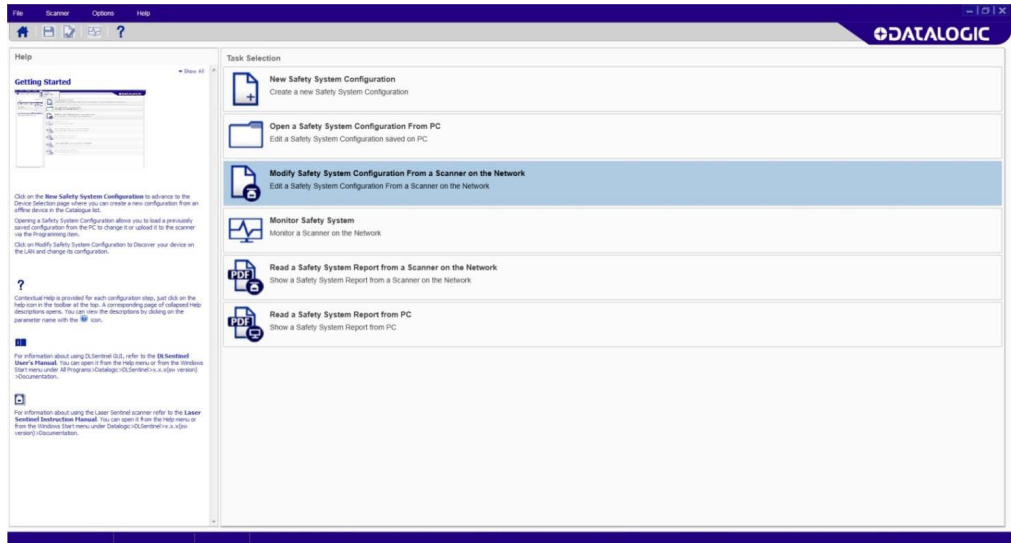 File Scanner Options Help
?
DATALOGIC
Help
Show All
Getting Started
Click on the New Safety System Configuration to advance to the
Device Selection page where you can create a new configuration from an
offline device in the Catalogue list.
Opening a Safety System Configuration allows you to load a previously
saved configuration from the PC to change it or upload it to the scanner
via the Programming item.
Click on Modify Safety System Configuration to Discover your device on
the LAN and change its configuration.
?
Contextual Help is provided for each configuration step, just click on the
help icon in the toolbar at the top. A corresponding page of collapsed Help
descriptions opens. You can view the descriptions by clicking on the
parameter name with the icon.
For information about using DLSentinel GUI, refer to the DLSentinel
User's Manual. You can open it from the Help menu or from the Windows
Start menu under All Programs>Datalogic>DLSentinel>x.x.x(sw version)
>Documentation.
For information about using the Laser Sentinel scanner refer to the Laser
Sentinel Instruction Manual. You can open it from the Help menu or
from the Windows Start menu under Datalogic>DLSentinel>x.x.x(sw
version)>Documentation.
Task Selection
New Safety System Configuration
Create a new Safety System Configuration
Open a Safety System Configuration From PC
Edit a Safety System Configuration saved on PC
Modify Safety System Configuration From a Scanner on the Network
Edit a Safety System Configuration From a Scanner on the Network
Monitor Safety System
Monitor a Scanner on the Network
PDF
Read a Safety System Report from a Scanner on the Network
Show a Safety System Report from a Scanner on the Network
PDF
Read a Safety System Report from PC
Show a Safety System Report from PC